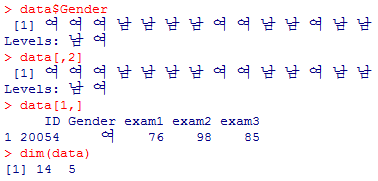 > data$Gender
[1] 여 여 여 남 남 남 남 여 여 남 남 여 남 남
Levels: 남 여
> data[,2]
[1] 여 여 여 남 남 남 남 여 여 남 남 여 남 남
Levels: 남 여
> data[1,]
ID Gender exam1 exam2 exam3
1 20054 여 76 98 85
> dim(data)
[1] 14 5